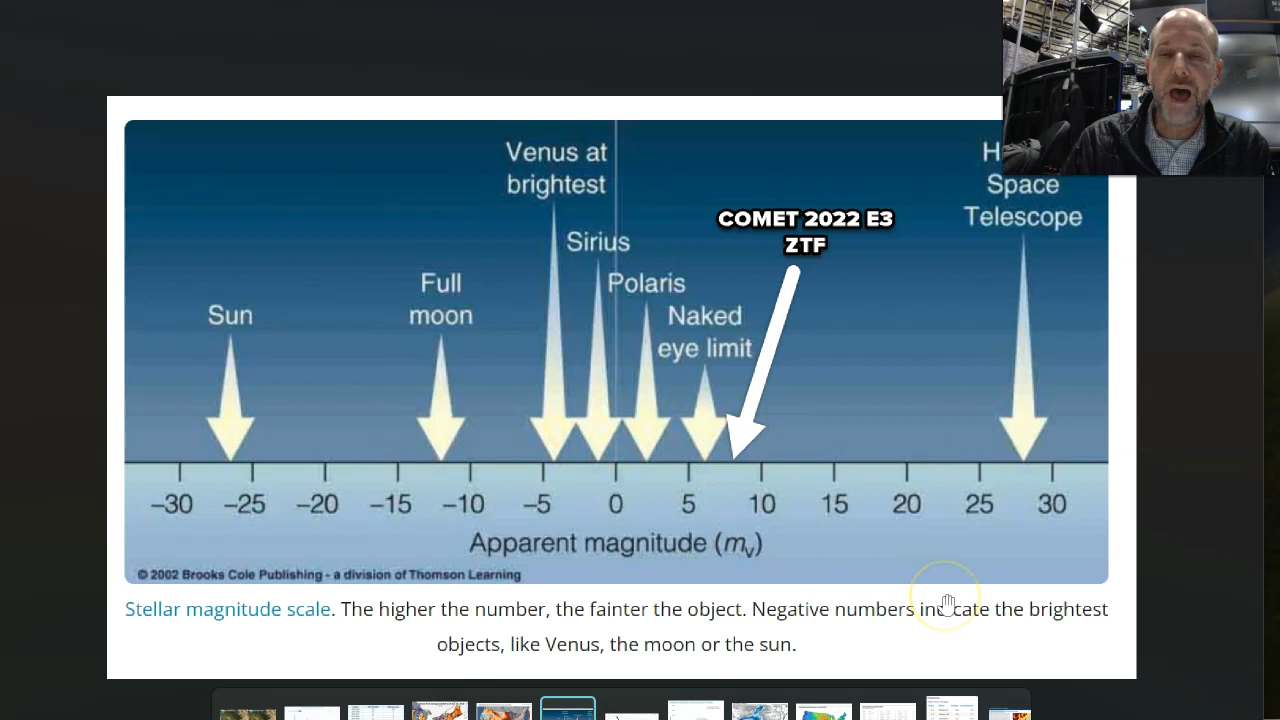 Venus at
brightest
Space
Telescope
COMET 2022 E3
ZTF
Sirius
Full
moon
Polaris
Sun
Naked
eye limit
−30 −25 −20 −15 −10 −5 0 5 10 15 20 25 30
Apparent magnitude (mv)
© 2002 Brooks Cole Publishing - a division of Thomson Learning
Stellar magnitude scale. The higher the number, the fainter the object. Negative numbers indicate the brightest
objects, like Venus, the moon or the sun.